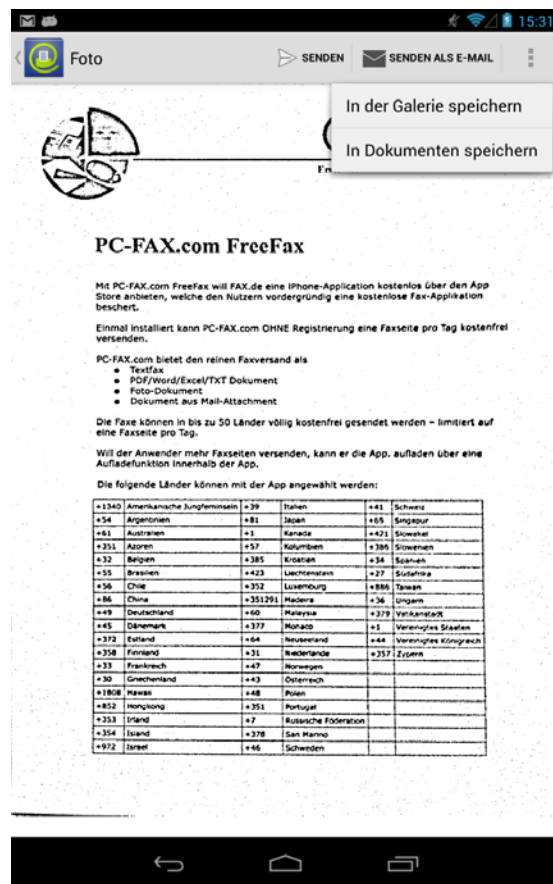 15:31
Foto
SENDEN
SENDEN ALS E-MAIL
In der Galerie speichern
In Dokumenten speichern
PC-FAX.com FreeFax
Mit PC-FAX.com FreeFax will FAX.de eine iPhone-Application kostenlos über den App
Store anbieten, welche den Nutzern vordergründig eine kostenlose Fax-Applikation
beschert.
Einmal installiert kann PC-FAX.com OHNE Registrierung eine Faxseite pro Tag kostenfrei
versenden.
PC-FAX.com bietet den reinen Faxversand als
• Textfax
• PDF/Word/Excel/TXT Dokument
• Foto-Dokument
• Dokument aus Mail-Attachment
Die Faxe können in bis zu 50 Länder völlig kostenfrei gesendet werden – limitiert auf
eine Faxseite pro Tag.
Will der Anwender mehr Faxseiten versenden, kann er die App. aufladen über eine
Aufladefunktion innerhalb der App.
Die folgende Länder können mit der App angewählt werden:
+1340 Amerikanische Jungferninseln +39 Italien +41 Schweiz
+54 Argentinien +81 Japan +65 Singapur
+61 Australien +1 Kanada +421 Slowakei
+351 Azoren +57 Kolumbien +386 Slowenien
+32 Belgien +385 Kroatien +34 Spanien
+55 Brasilien +423 Liechtenstein +27 Südafrika
+56 Chile +352 Luxemburg +886 Taiwan
+86 China +351291 Madeira +36 Ungarn
+49 Deutschland +60 Malaysia +379 Vatikanstadt
+45 Dänemark +377 Monaco +1 Vereinigtes Staaten
+372 Estland +64 Neuseeland +44 Vereinigtes Königreich
+358 Finnland +31 Niederlande +357 Zypern
+33 Frankreich +47 Norwegen
+30 Griechenland +43 Österreich
+1808 Hawaii +48 Polen
+852 Hongkong +351 Portugal
+353 Irland +7 Russische Föderation
+354 Island +378 San Marino
+972 Israel +46 Schweden